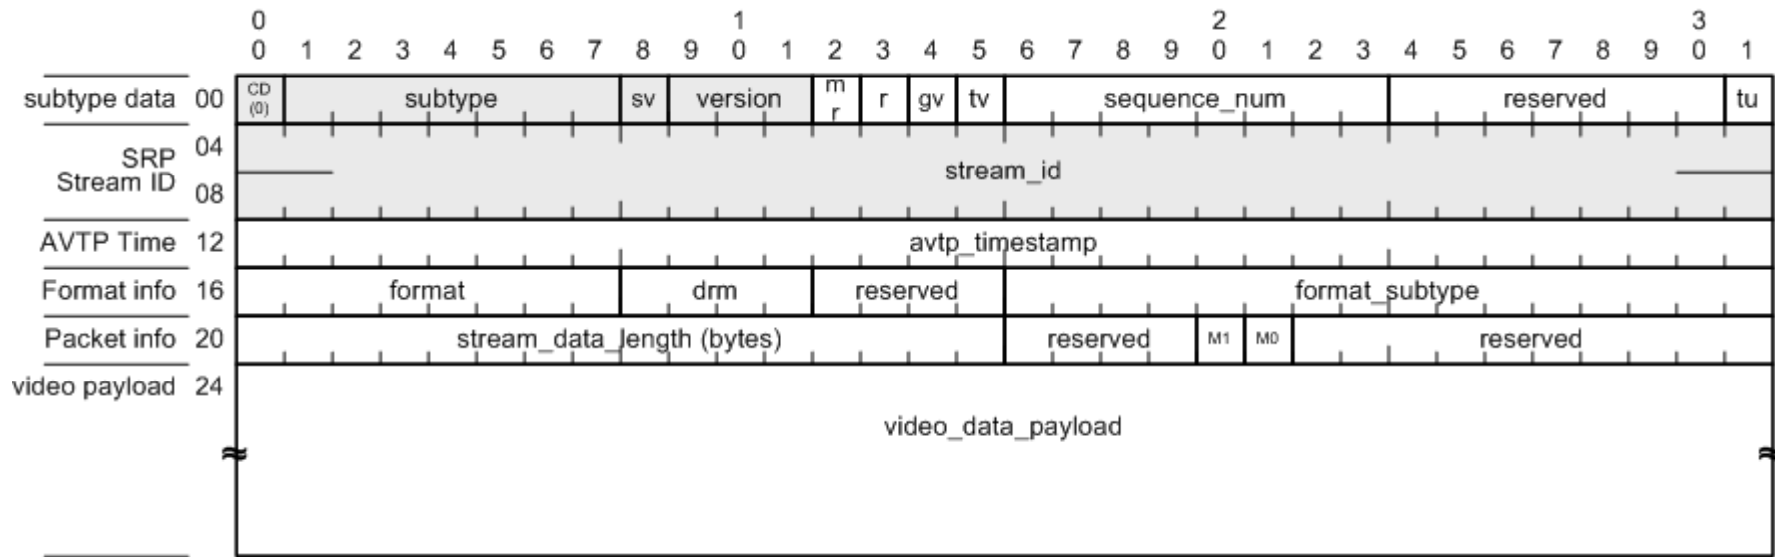 0 1 2 3
0 1 2 3 4 5 6 7 8 9 0 1 2 3 4 5 6 7 8 9 0 1 2 3 4 5 6 7 8 9 0 1
subtype data 00 CD (0) subtype sv version m r r gv tv sequence_num reserved tu
SRP Stream ID 04 08 stream_id
AVTP Time 12 avtp_timestamp
Format info 16 format drm reserved format_subtype
Packet info 20 stream_data_length (bytes) reserved M1 M0 reserved
video payload 24 video_data_payload